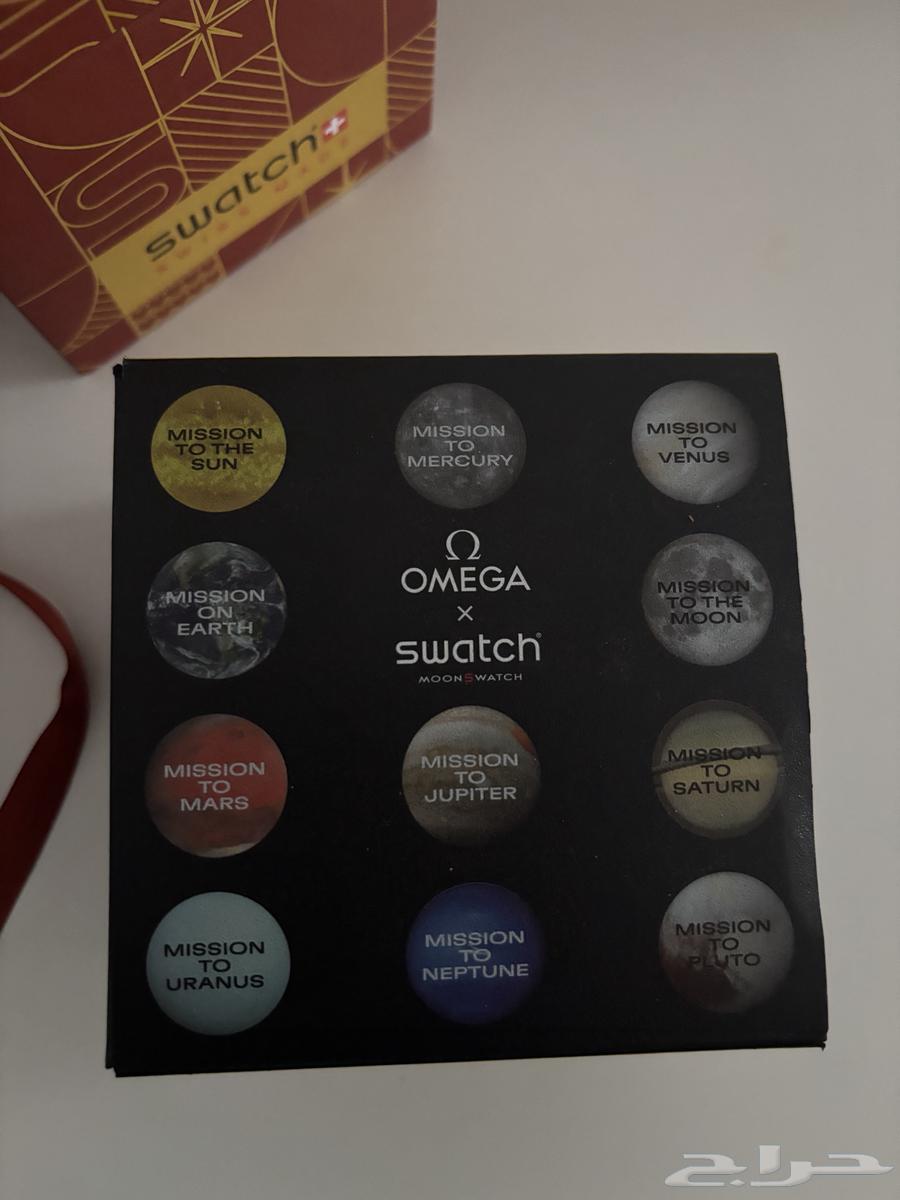 swatch
SWISS MADE
MISSION
TO THE
SUN
MISSION
TO
MERCURY
MISSION
TO
VENUS
MISSION
ON
EARTH
Ω
OMEGA
×
swatch®
MOONSWATCH
MISSION
TO THE
MOON
MISSION
TO
MARS
MISSION
TO
JUPITER
MISSION
TO
SATURN
MISSION
TO
URANUS
MISSION
TO
NEPTUNE
MISSION
TO
PLUTO
حراج